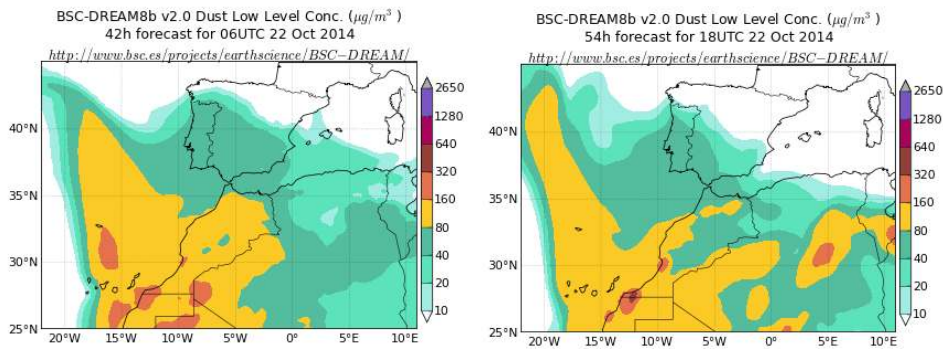 BSC-DREAM8b v2.0 Dust Low Level Conc. (μg/m³ )
42h forecast for 06UTC 22 Oct 2014
http://www.bsc.es/projects/earthscience/BSC−DREAM/
40°N
35°N
30°N
25°N
20°W
15°W
10°W
5°W
0°
5°E
10°E
2650
1280
640
320
160
80
40
20
10
BSC-DREAM8b v2.0 Dust Low Level Conc. (μg/m³ )
54h forecast for 18UTC 22 Oct 2014
http://www.bsc.es/projects/earthscience/BSC−DREAM/
40°N
35°N
30°N
25°N
20°W
15°W
10°W
5°W
0°
5°E
10°E
2650
1280
640
320
160
80
40
20
10